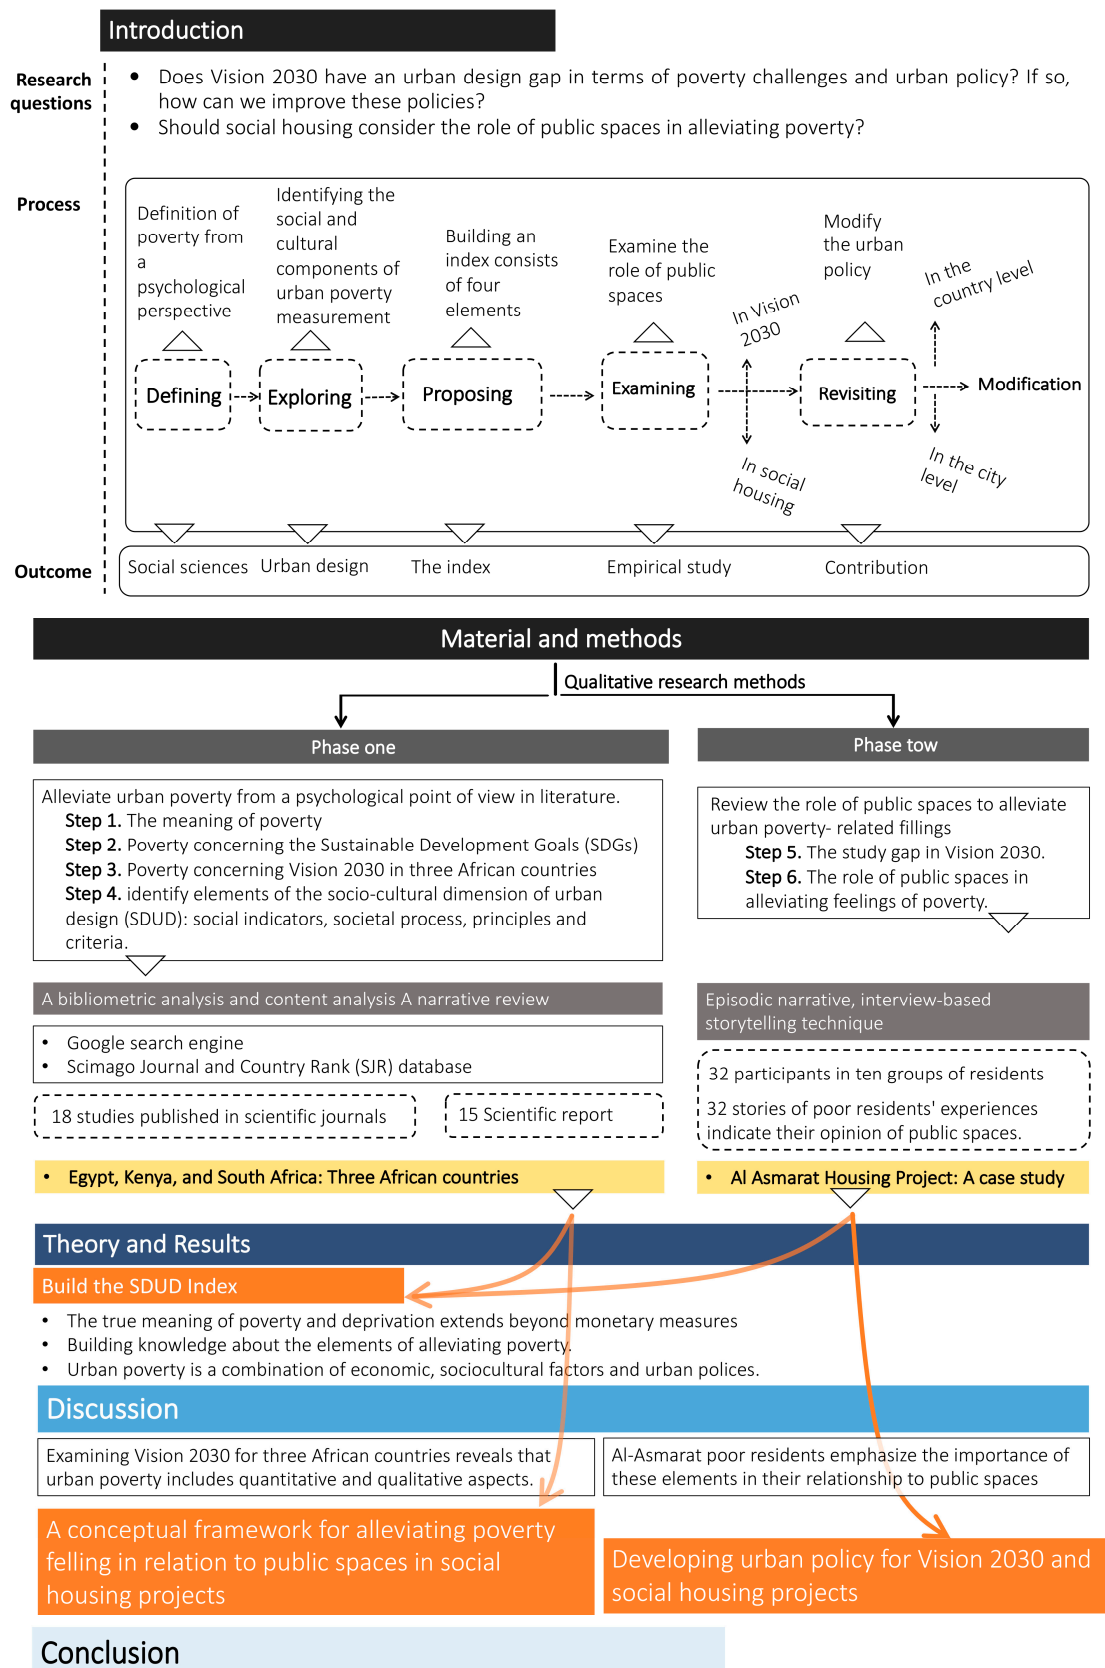 Introduction
Research
questions
• Does Vision 2030 have an urban design gap in terms of poverty challenges and urban policy? If so,
how can we improve these policies?
• Should social housing consider the role of public spaces in alleviating poverty?
Process
Definition of
poverty from
a
psychological
perspective
Identifying the
social and
cultural
components of
urban poverty
measurement
Building an
index consists
of four
elements
Examine the
role of public
spaces
In Vision
2030
Modify
the urban
policy
In the
country level
Defining
Exploring
Proposing
Examining
Revisiting
Modification
In social
housing
In the city
level
Outcome
Social sciences
Urban design
The index
Empirical study
Contribution
Material and methods
Qualitative research methods
Phase one
Phase tow
Alleviate urban poverty from a psychological point of view in literature.
Step 1. The meaning of poverty
Step 2. Poverty concerning the Sustainable Development Goals (SDGs)
Step 3. Poverty concerning Vision 2030 in three African countries
Step 4. identify elements of the socio-cultural dimension of urban
design (SDUD): social indicators, societal process, principles and
criteria.
Review the role of public spaces to alleviate
urban poverty- related fillings
Step 5. The study gap in Vision 2030.
Step 6. The role of public spaces in
alleviating feelings of poverty.
A bibliometric analysis and content analysis A narrative review
• Google search engine
• Scimago Journal and Country Rank (SJR) database
18 studies published in scientific journals
15 Scientific report
Episodic narrative, interview-based
storytelling technique
32 participants in ten groups of residents
32 stories of poor residents' experiences
indicate their opinion of public spaces.
• Egypt, Kenya, and South Africa: Three African countries
• Al Asmarat Housing Project: A case study
Theory and Results
Build the SDUD Index
• The true meaning of poverty and deprivation extends beyond monetary measures
• Building knowledge about the elements of alleviating poverty.
• Urban poverty is a combination of economic, sociocultural factors and urban polices.
Discussion
Examining Vision 2030 for three African countries reveals that
urban poverty includes quantitative and qualitative aspects.
Al-Asmarat poor residents emphasize the importance of
these elements in their relationship to public spaces
A conceptual framework for alleviating poverty
felling in relation to public spaces in social
housing projects
Developing urban policy for Vision 2030 and
social housing projects
Conclusion